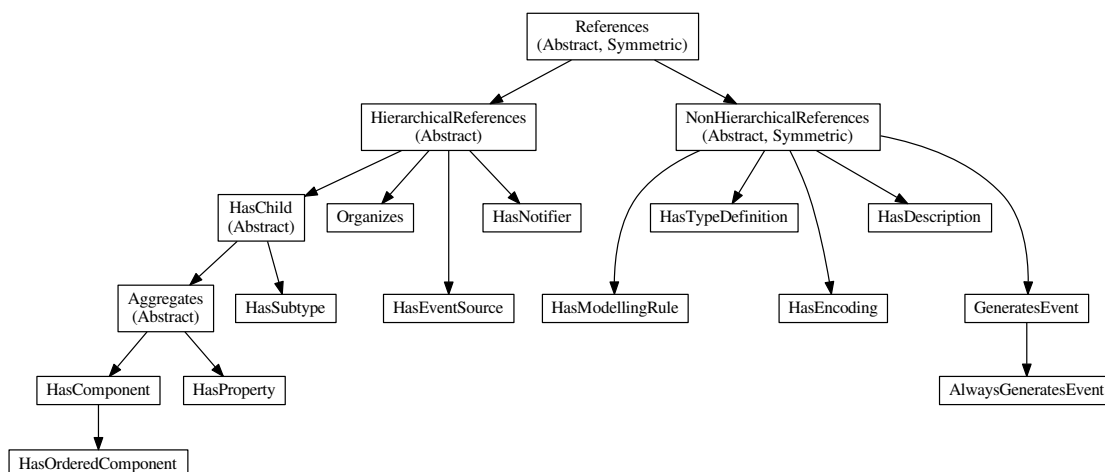 References
(Abstract, Symmetric)
HierarchicalReferences
(Abstract)
NonHierarchicalReferences
(Abstract, Symmetric)
HasChild
(Abstract)
Organizes
HasNotifier
HasTypeDefinition
HasDescription
Aggregates
(Abstract)
HasSubtype
HasEventSource
HasModellingRule
HasEncoding
GeneratesEvent
HasComponent
HasProperty
AlwaysGeneratesEvent
HasOrderedComponent